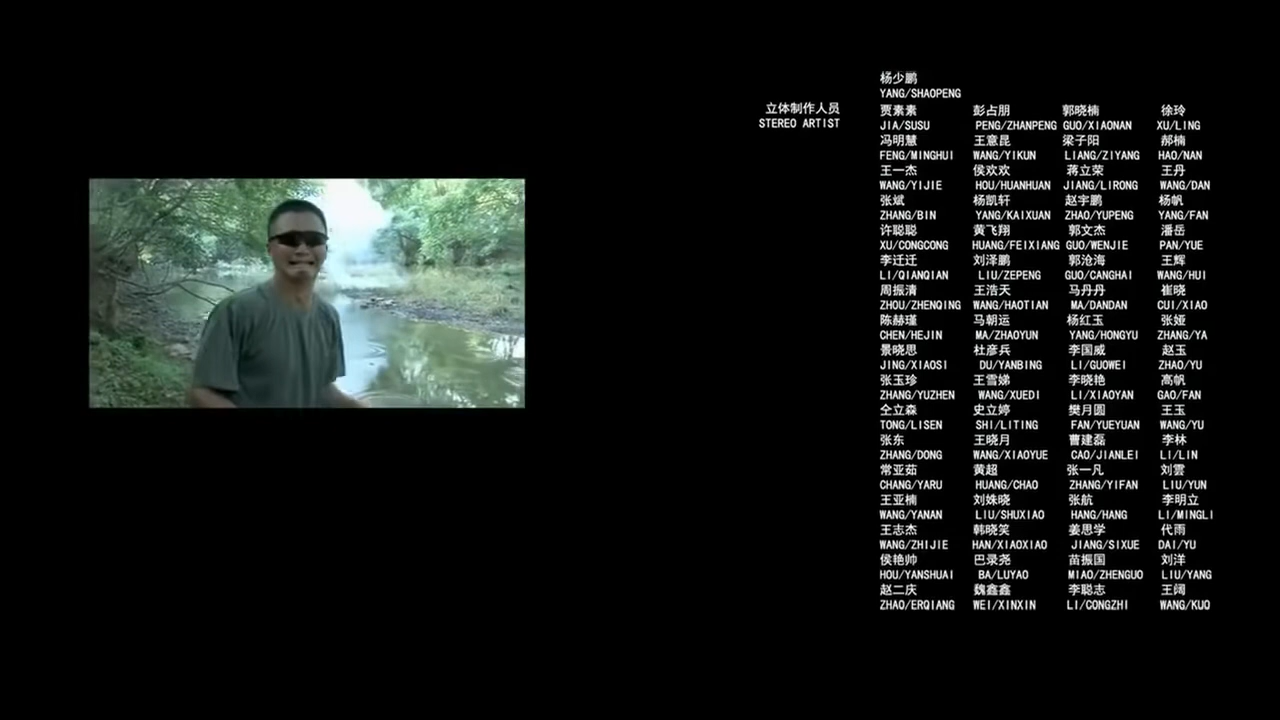 杨少鹏
YANG/SHAOPENG
立体制作人员
STEREO ARTIST
贾素素 彭占朋 郭晓楠 徐玲
JIA/SUSU PENG/ZHANPENG GUO/XIAONAN XU/LING
冯明慧 王意昆 梁子阳 郝楠
FENG/MINGHUI WANG/YIKUN LIANG/ZIYANG HAO/NAN
王一杰 侯欢欢 蒋立荣 王丹
WANG/YIJIE HOU/HUANHUAN JIANG/LIRONG WANG/DAN
张斌 杨凯轩 赵宇鹏 杨帆
ZHANG/BIN YANG/KAIXUAN ZHAO/YUPENG YANG/FAN
许聪聪 黄飞翔 郭文杰 潘岳
XU/CONGCONG HUANG/FEIXIANG GUO/WENJIE PAN/YUE
李迁迁 刘泽鹏 郭沧海 王辉
LI/QIANQIAN LIU/ZEPENG GUO/CANGHAI WANG/HUI
周振清 王浩天 马丹丹 崔晓
ZHOU/ZHENQING WANG/HAOTIAN MA/DANDAN CUI/XIAO
陈赫瑾 马朝运 杨红玉 张娅
CHEN/HEJIN MA/ZHAOYUN YANG/HONGYU ZHANG/YA
景晓思 杜彦兵 李国威 赵玉
JING/XIAOSI DU/YANBING LI/GUOWEI ZHAO/YU
张玉珍 王雪娣 李晓艳 高帆
ZHANG/YUZHEN WANG/XUEDI LI/XIAOYAN GAO/FAN
仝立森 史立婷 樊月圆 王玉
TONG/LISEN SHI/LITING FAN/YUEYUAN WANG/YU
张东 王晓月 曹建磊 李林
ZHANG/DONG WANG/XIAOYUE CAO/JIANLEI LI/LIN
常亚茹 黄超 张一凡 刘雲
CHANG/YARU HUANG/CHAO ZHANG/YIFAN LIU/YUN
王亚楠 刘姝晓 张航 李明立
WANG/YANAN LIU/SHUXIAO HANG/HANG LI/MINGLI
王志杰 韩晓笑 姜思学 代雨
WANG/ZHIJIE HAN/XIAOXIAO JIANG/SIXUE DAI/YU
侯艳帅 巴录尧 苗振国 刘洋
HOU/YANSHUAI BA/LUYAO MIAO/ZHENGUO LIU/YANG
赵二庆 魏鑫鑫 李聪志 王阔
ZHAO/ERQIANG WEI/XINXIN LI/CONGZHI WANG/KUO